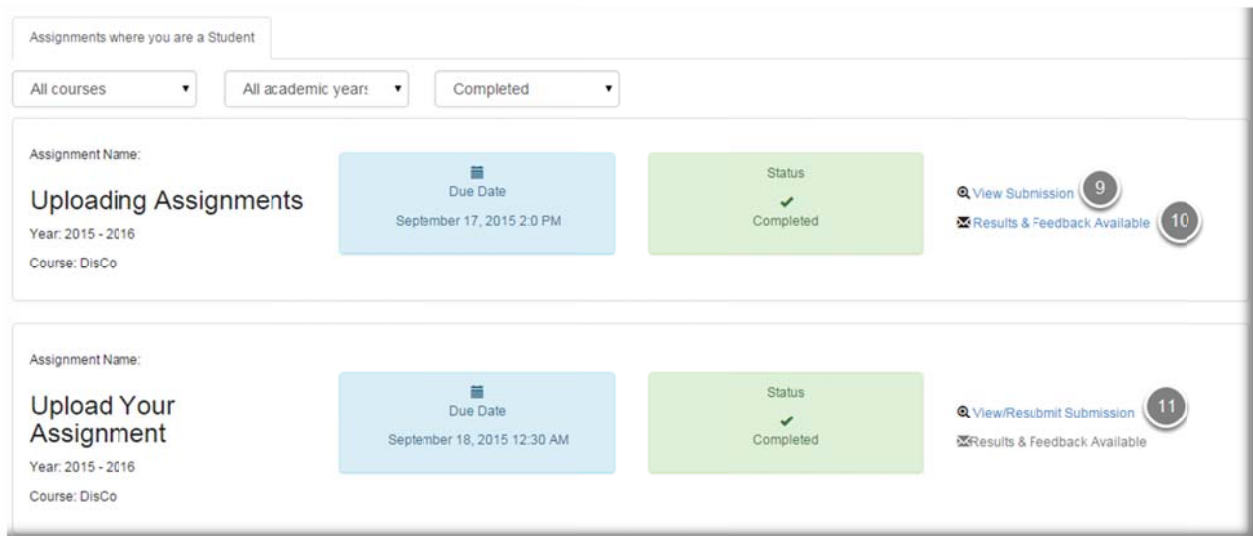 Assignments where you are a Student
All courses
All academic years
Completed
Assignment Name:
Uploading Assignments
Year: 2015 - 2016
Course: DisCo
Due Date
September 17, 2015 2:0 PM
Status
Completed
View Submission 9
Results & Feedback Available 10
Assignment Name:
Upload Your
Assignment
Year: 2015 - 2016
Course: DisCo
Due Date
September 18, 2015 12:30 AM
Status
Completed
View/Resubmit Submission 11
Results & Feedback Available